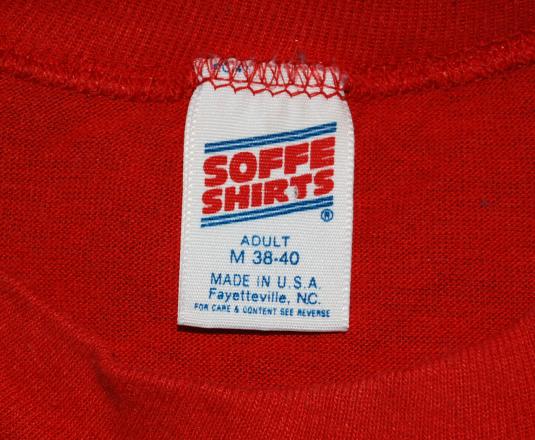 SOFFE
SHIRTS
®
ADULT
M 38-40
MADE IN U.S.A.
Fayetteville, NC.
FOR CARE & CONTENT SEE REVERSE